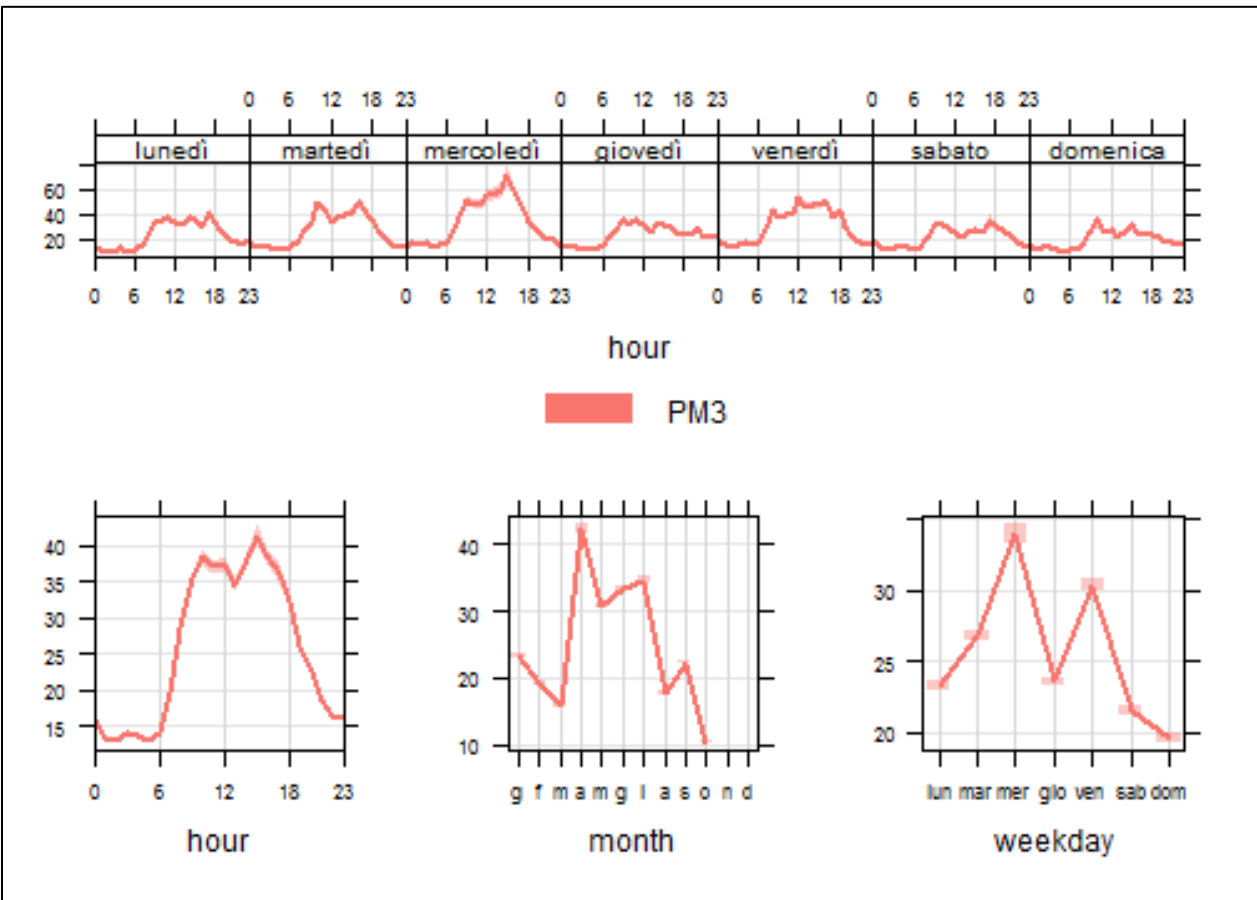 0 6 12 18 23 0 6 12 18 23 0 6 12 18 23
lunedì martedì mercoledì giovedì venerdì sabato domenica
60
40
20
0 6 12 18 23 0 6 12 18 23 0 6 12 18 23 0 6 12 18 23
hour
PM3
40
35
30
25
20
15
0 6 12 18 23
hour
40
30
20
10
g f m a m g l a s o n d
month
30
25
20
lun mar mer gio ven sab dom
weekday